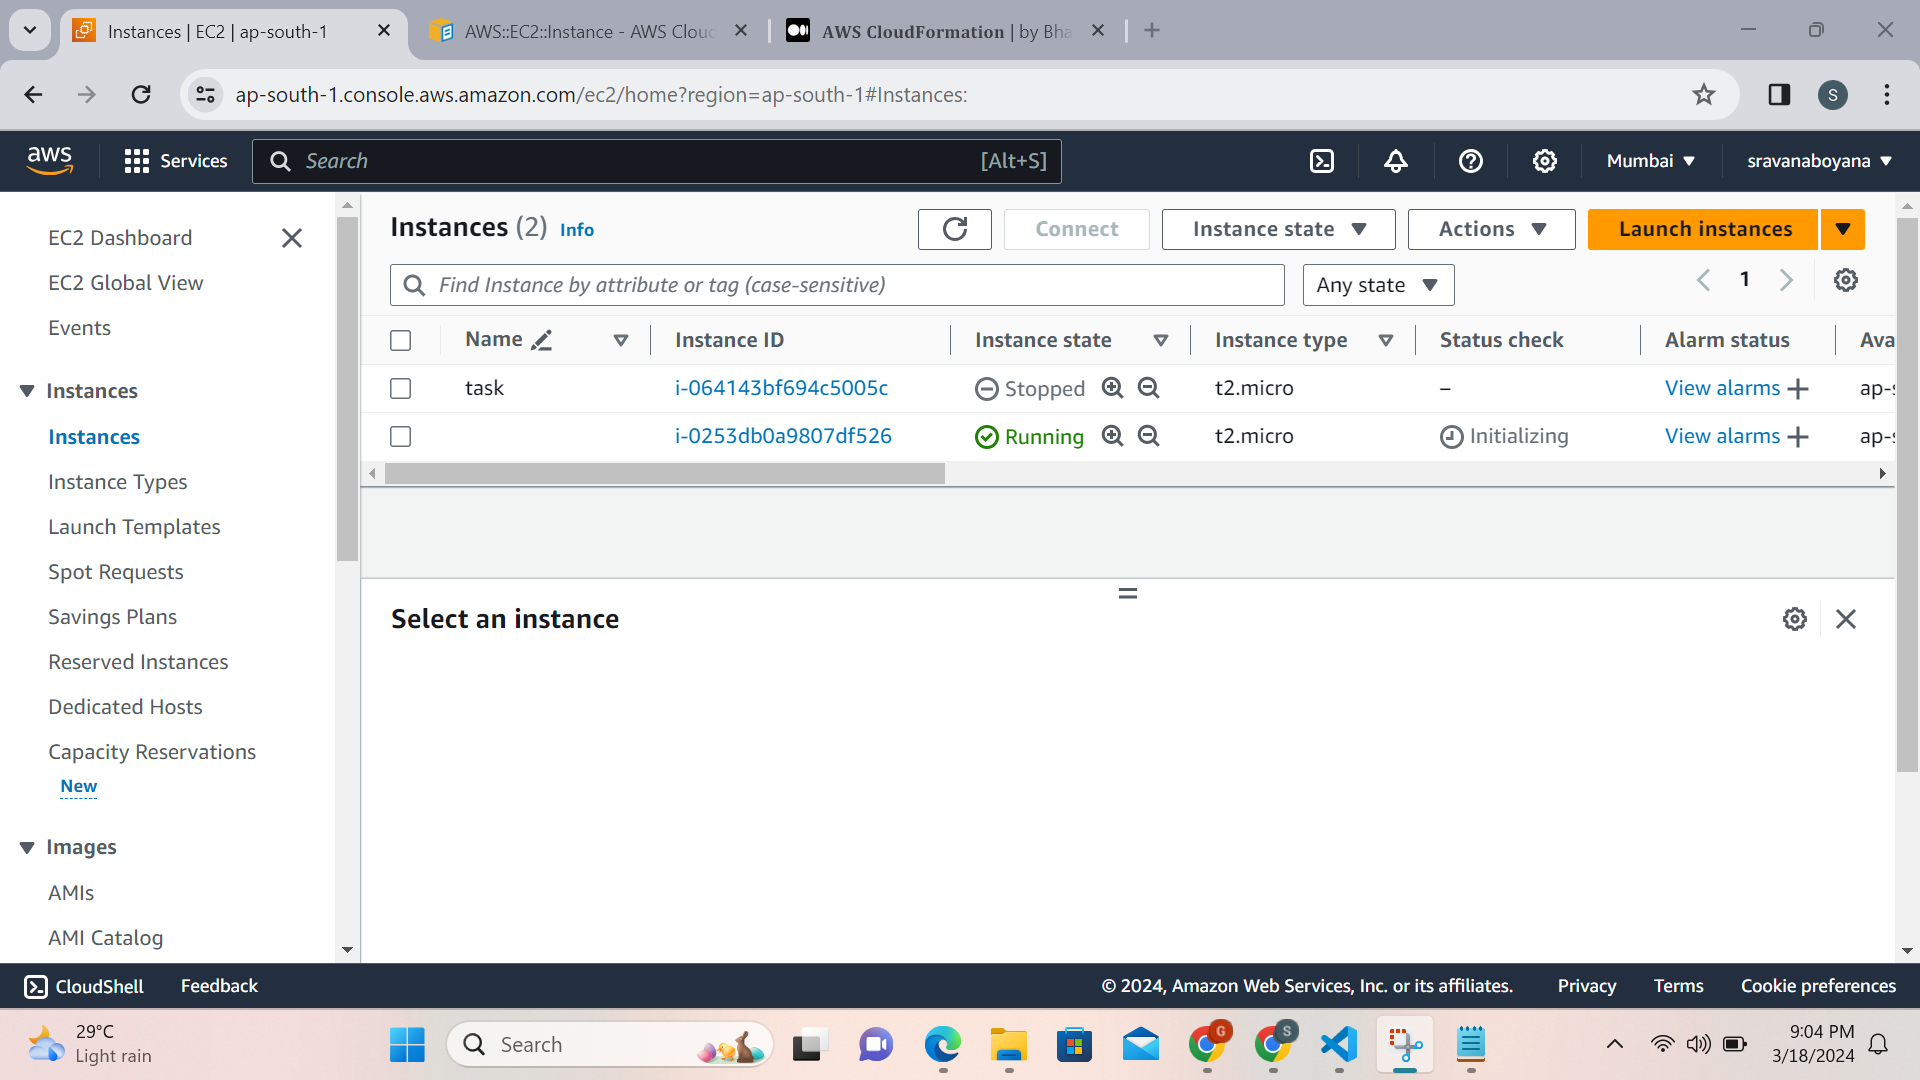 Instances | EC2 | ap-south-1
AWS::EC2::Instance - AWS Clou
AWS CloudFormation | by Bha
ap-south-1.console.aws.amazon.com/ec2/home?region=ap-south-1#Instances:
S
aws
Services
Search
[Alt+S]
Mumbai
sravanaboyana
EC2 Dashboard
EC2 Global View
Events
Instances
Instances
Instance Types
Launch Templates
Spot Requests
Savings Plans
Reserved Instances
Dedicated Hosts
Capacity Reservations
New
Images
AMIs
AMI Catalog
Instances (2) Info
Connect
Instance state
Actions
Launch instances
Find Instance by attribute or tag (case-sensitive)
Any state
1
Name Instance ID Instance state Instance type Status check Alarm status Ava
task i-064143bf694c5005c Stopped t2.micro – View alarms + ap-s
i-0253db0a9807df526 Running t2.micro Initializing View alarms + ap-s
Select an instance
CloudShell
Feedback
© 2024, Amazon Web Services, Inc. or its affiliates.
Privacy
Terms
Cookie preferences
29°C
Light rain
Search
G
S
9:04 PM
3/18/2024